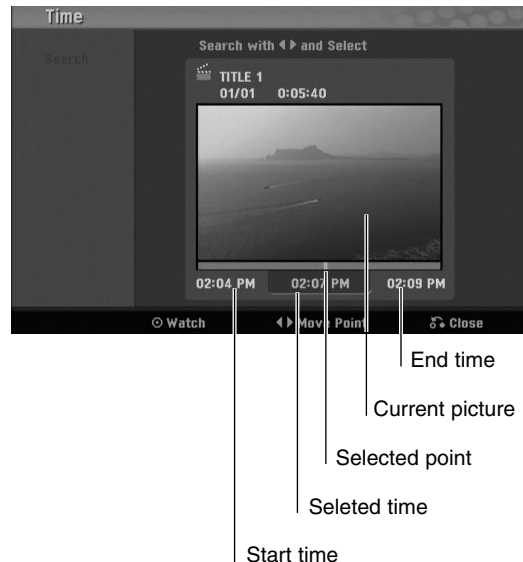 Time
Search
Search with ◀ ▶ and Select
TITLE 1
01/01 0:05:40
02:04 PM 02:07 PM 02:09 PM
⊙ Watch ◀ ▶ Move Point Close
End time
Current picture
Selected point
Seleted time
Start time